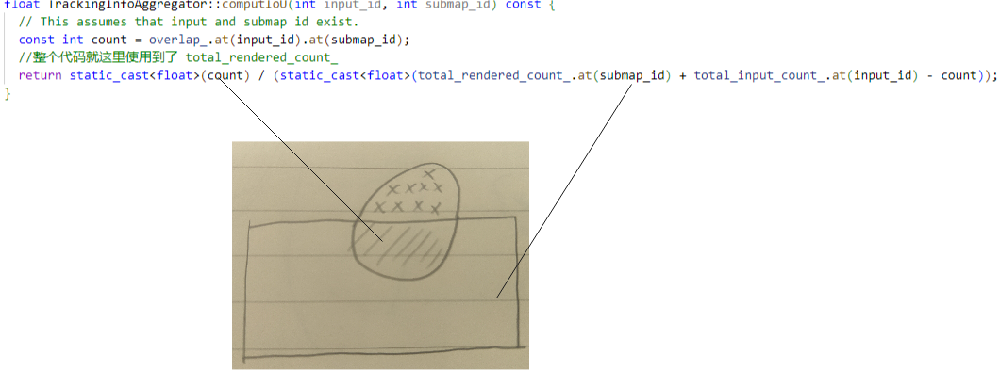 float TrackingInfoAggregator::computIoU(int input_id, int submap_id) const {
// This assumes that input and submap id exist.
const int count = overlap_.at(input_id).at(submap_id);
//整个代码就这里使用到了 total_rendered_count_
return static_cast<float>(count) / (static_cast<float>(total_rendered_count_.at(submap_id) + total_input_count_.at(input_id) - count));
}